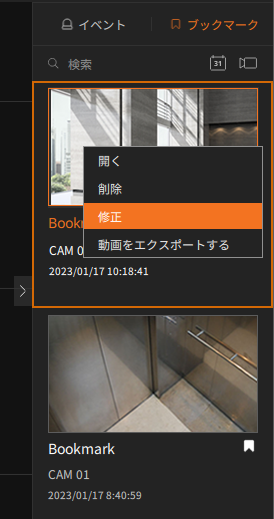 イベント
ブックマーク
検索
31
開く
削除
修正
動画をエクスポートする
CAM 0
2023/01/17 10:18:41
Bookmark
CAM 01
2023/01/17 8:40:59